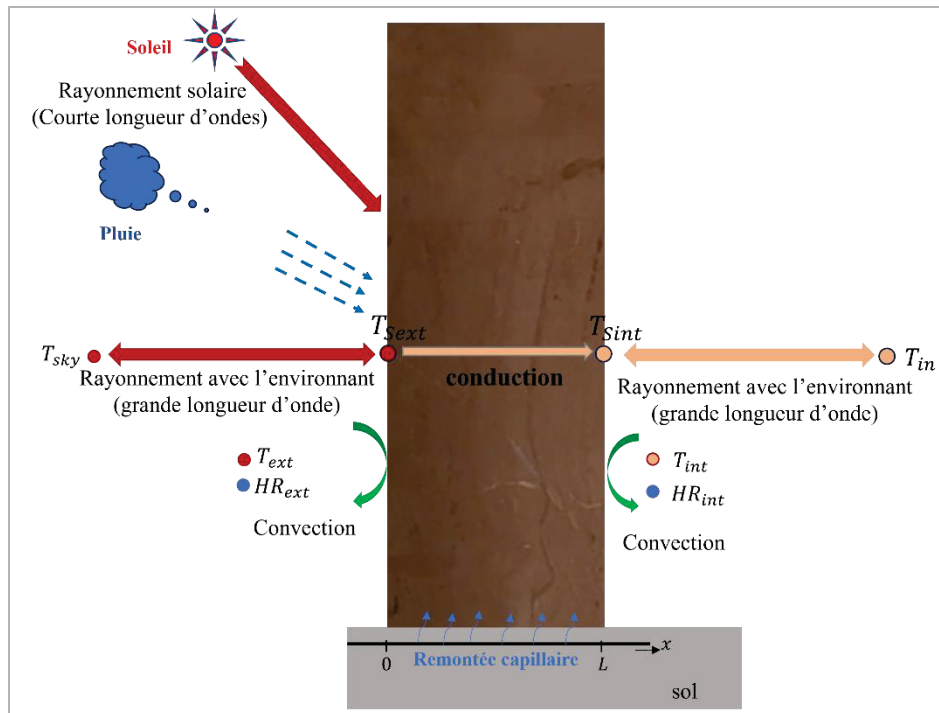 Soleil
Rayonnement solaire
(Courte longueur d’ondes)
Pluie
T_Sext
T_Sint
T_sky
T_in
conduction
Rayonnement avec l’environnant
(grande longueur d’onde)
Rayonnement avec l’environnant
(grande longueur d’onde)
T_ext
HR_ext
Convection
T_int
HR_int
Convection
0
Remontée capillaire
L
x
sol